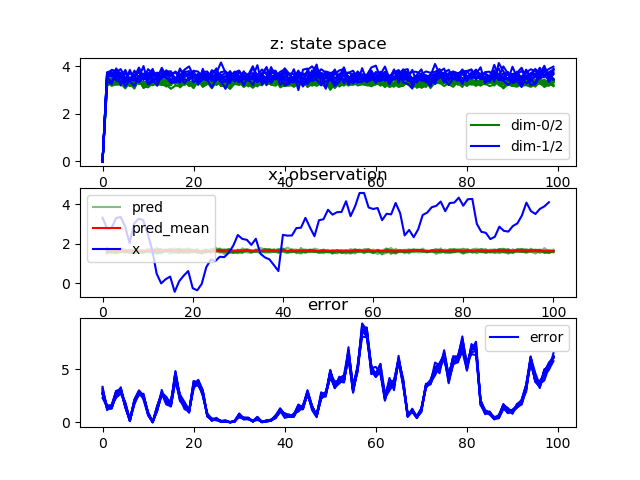 z: state space
4
2
0
dim-0/2
dim-1/2
0 20 40 60 80 100
x: observation
4
2
0
pred
pred_mean
x
0 20 40 60 80 100
error
5
0
error
0 20 40 60 80 100